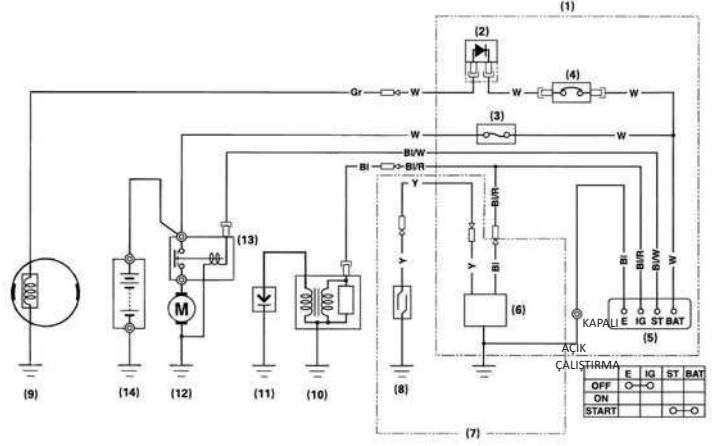 (1)
(2)
(4)
Gr W W W
(3)
W W
Bl/W
Bl Bl/R
Y
Bl/R
(13)
Y Y Bl
Bl Bl/R Bl/W W
M
(6)
KAPALI E IG ST BAT
(5)
AÇIK
ÇALIŞTIRMA
(9) (14) (12) (11) (10) (8)
(7)
E IG ST BAT
OFF
ON
START